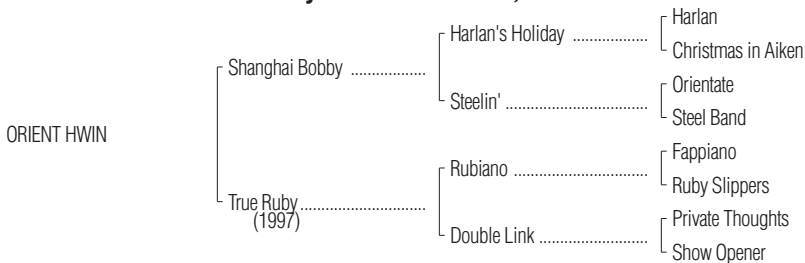 Harlan
Harlan's Holiday ..................
Christmas in Aiken
Shanghai Bobby ..................
Orientate
Steelin' ..................................
Steel Band
ORIENT HWIN
Fappiano
Rubiano ................................
Ruby Slippers
True Ruby ..............................
(1997)
Private Thoughts
Double Link ..........................
Show Opener